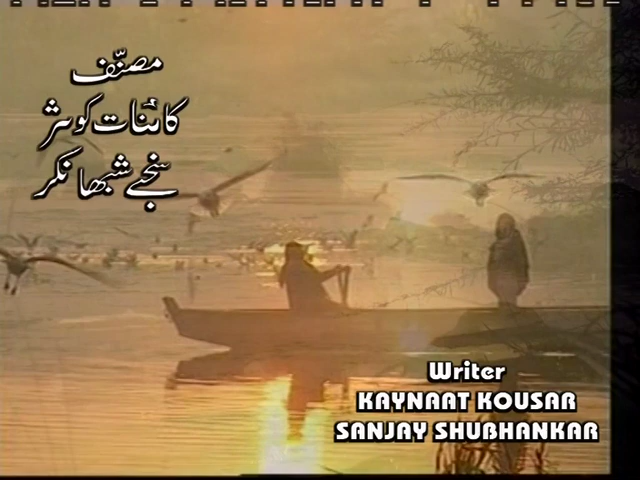 مصنّف
کائنات کوثر
سنجے شبھانکر
Writer
KAYNAAT KOUSAR
SANJAY SHUBHANKAR